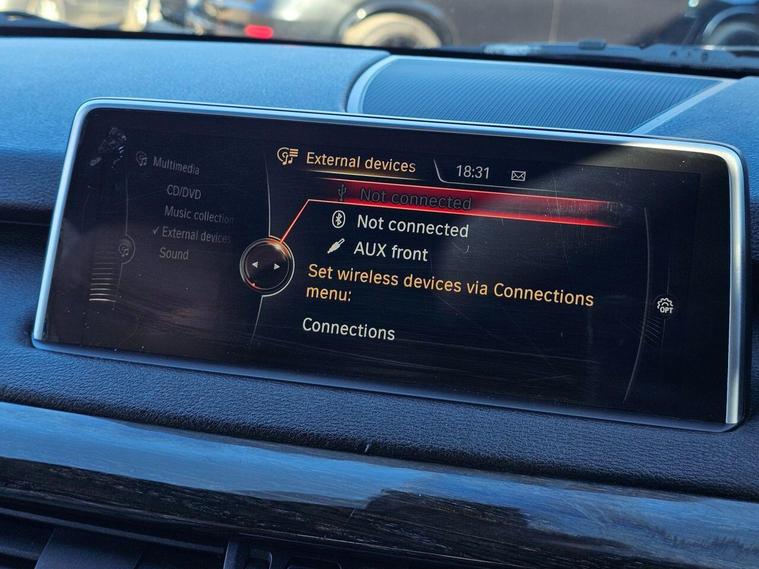 Multimedia
CD/DVD
Music collection
External devices
Sound
External devices
18:31
Not connected
Not connected
AUX front
Set wireless devices via Connections
menu:
Connections
OPT